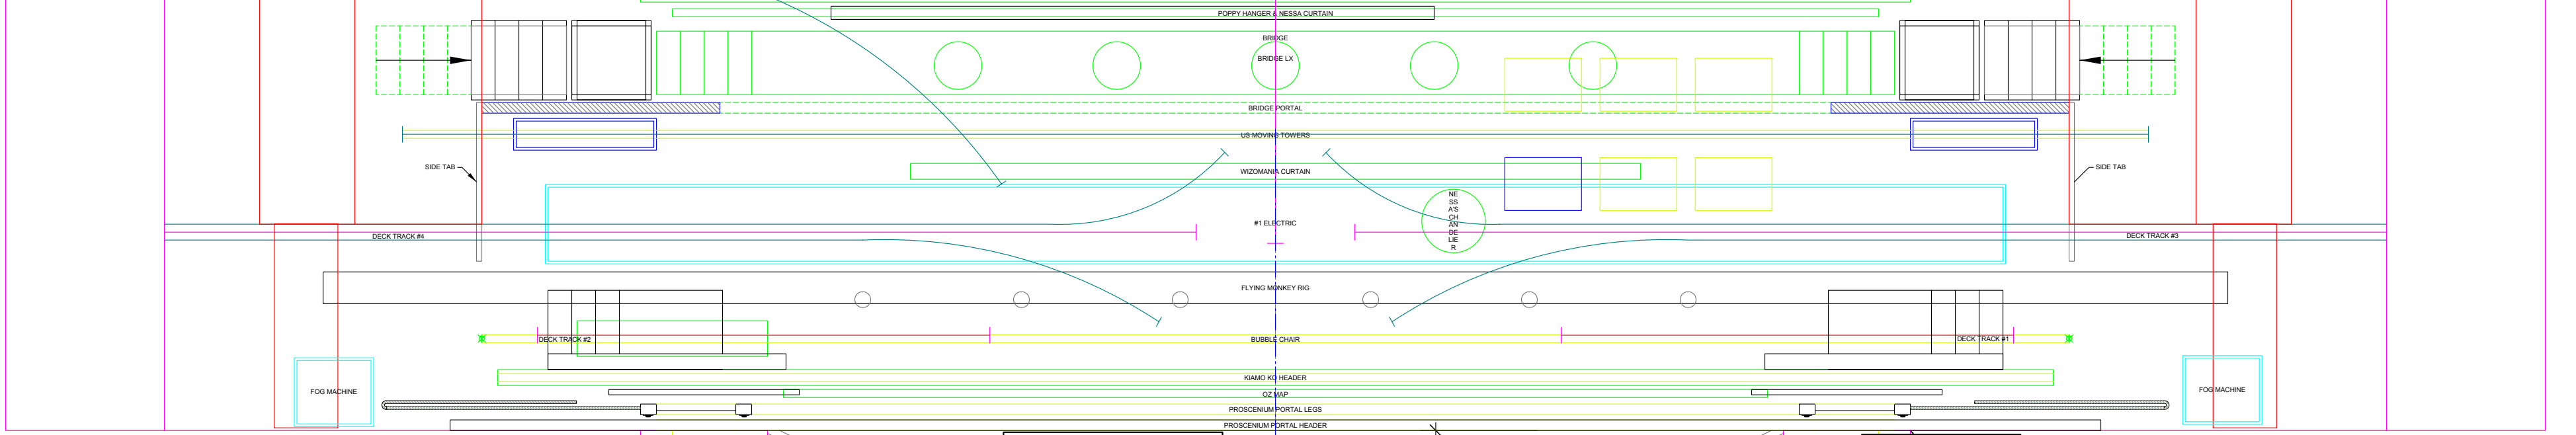 POPPY HANGER & NESSA CURTAIN
BRIDGE
BRIDGE LX
BRIDGE PORTAL
US MOVING TOWERS
SIDE TAB
WIZOMANIA CURTAIN
SIDE TAB
NE
SS
A'S
CH
AN
DE
LIE
R
#1 ELECTRIC
DECK TRACK #4
DECK TRACK #3
FLYING MONKEY RIG
DECK TRACK #2
BUBBLE CHAIR
DECK TRACK #1
KIAMO KO HEADER
FOG MACHINE
OZ MAP
FOG MACHINE
PROSCENIUM PORTAL LEGS
PROSCENIUM PORTAL HEADER